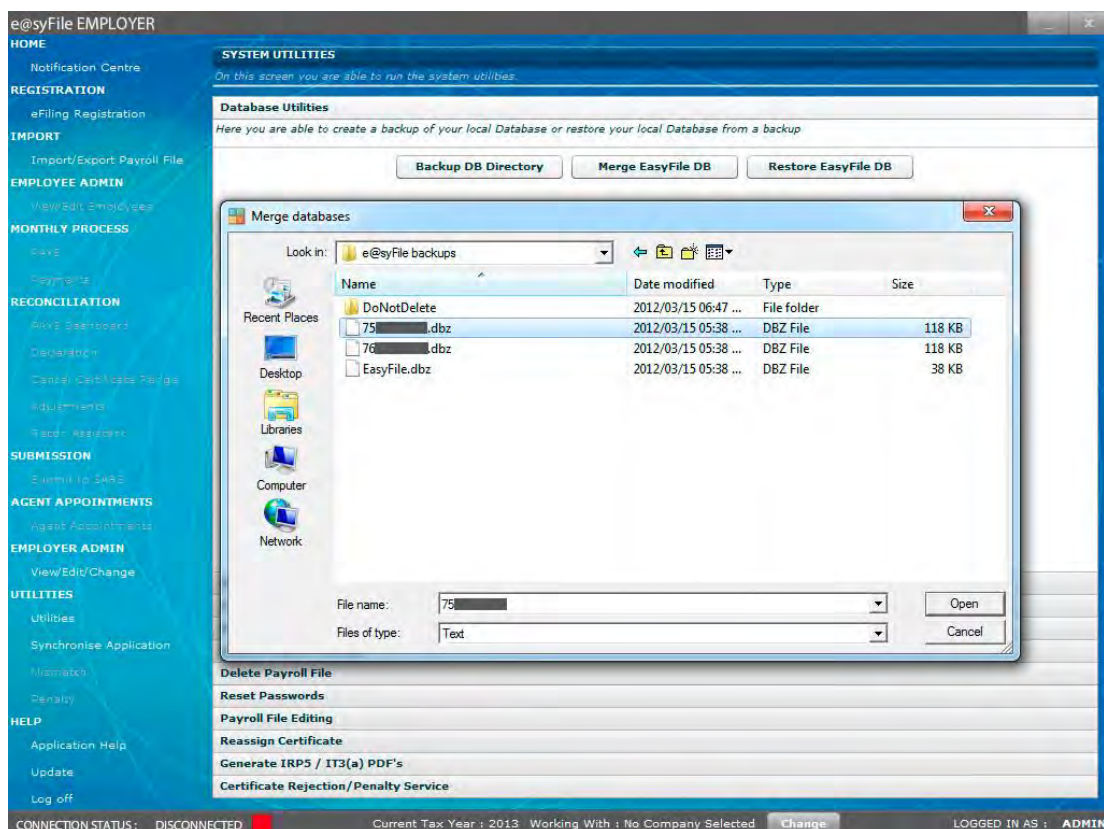 e@syFile EMPLOYER
HOME
Notification Centre
REGISTRATION
eFiling Registration
IMPORT
Import/Export Payroll File
EMPLOYEE ADMIN
View/Edit Employees
MONTHLY PROCESS
Payments
RECONCILIATION
Declaration
Cancel Certificate Range
Adjustments
SUBMISSION
Submit to SARS
AGENT APPOINTMENTS
Agent Appointments
EMPLOYER ADMIN
View/Edit/Change
UTILITIES
Utilities
Synchronise Application
Mismatch
Penalty
HELP
Application Help
Update
Log off
SYSTEM UTILITIES
On this screen you are able to run the system utilities.
Database Utilities
Here you are able to create a backup of your local Database or restore your local Database from a backup
Backup DB Directory Merge EasyFile DB Restore EasyFile DB
Merge databases
Look in: e@syFile backups
Recent Places
Desktop
Libraries
Computer
Network
Name Date modified Type Size
DoNotDelete 2012/03/15 06:47 ... File folder
75 .dbz 2012/03/15 05:38 ... DBZ File 118 KB
76 .dbz 2012/03/15 05:38 ... DBZ File 118 KB
EasyFile.dbz 2012/03/15 05:38 ... DBZ File 38 KB
File name: 75 Open
Files of type: Text Cancel
Delete Payroll File
Reset Passwords
Payroll File Editing
Reassign Certificate
Generate IRP5 / IT3(a) PDF's
Certificate Rejection/Penalty Service
CONNECTION STATUS : DISCONNECTED Current Tax Year : 2013 Working With : No Company Selected Change LOGGED IN AS : ADMIN